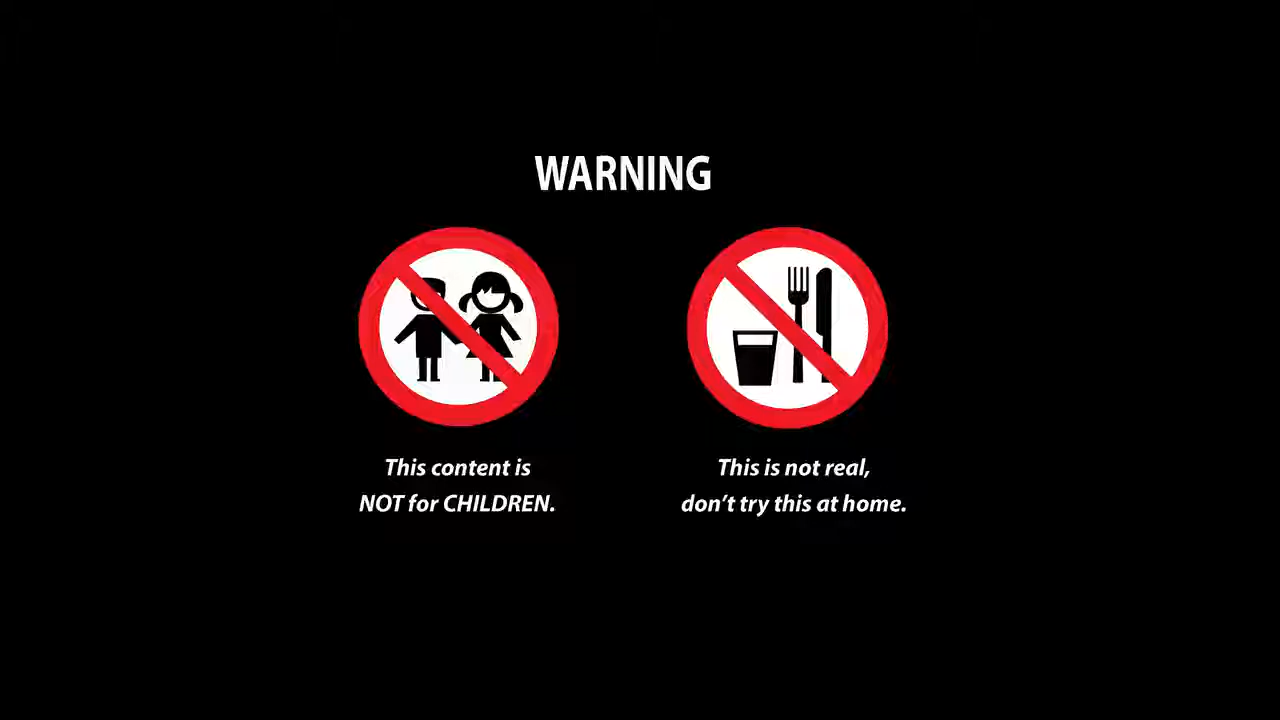 WARNING
This content is
NOT for CHILDREN.
This is not real,
don't try this at home.